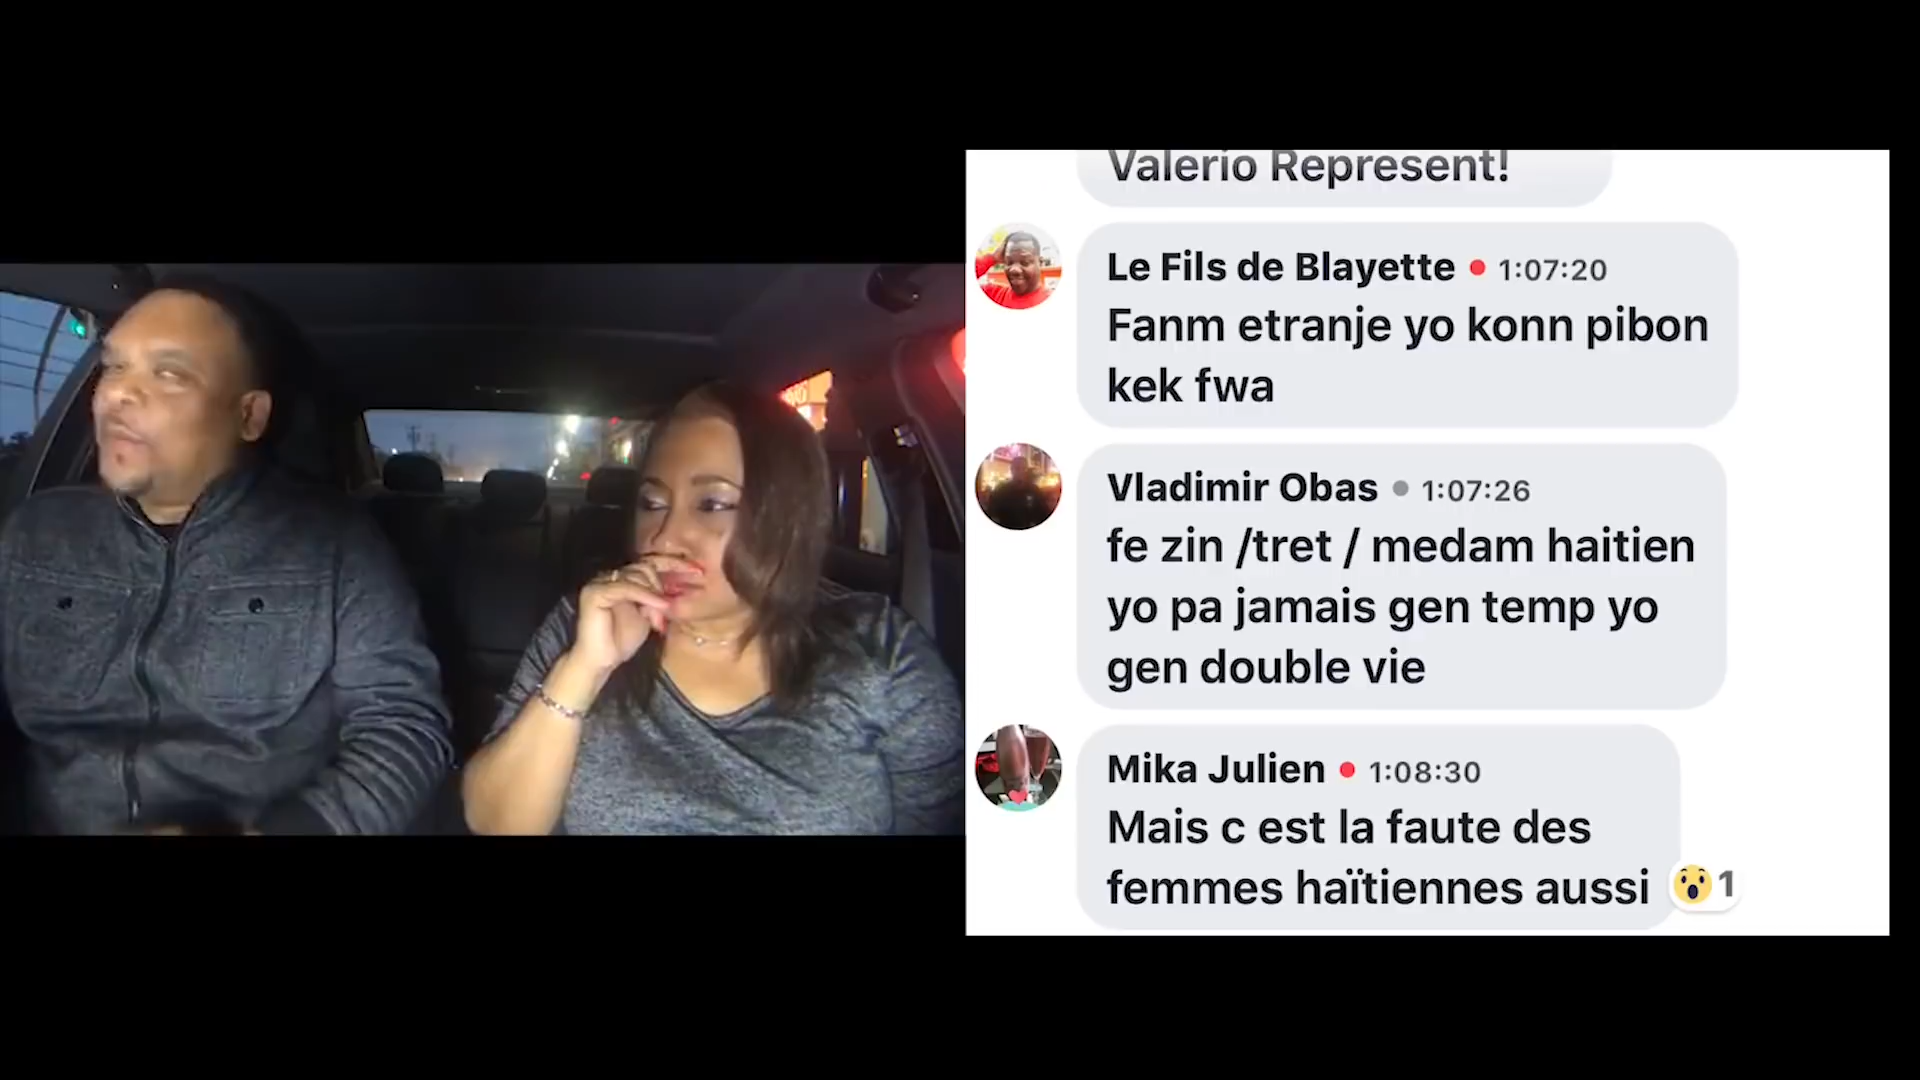 Valerio Represent!
Le Fils de Blayette • 1:07:20
Fanm etranje yo konn pibon
kek fwa
Vladimir Obas • 1:07:26
fe zin /tret / medam haitien
yo pa jamais gen temp yo
gen double vie
Mika Julien • 1:08:30
Mais c est la faute des
femmes haïtiennes aussi
1